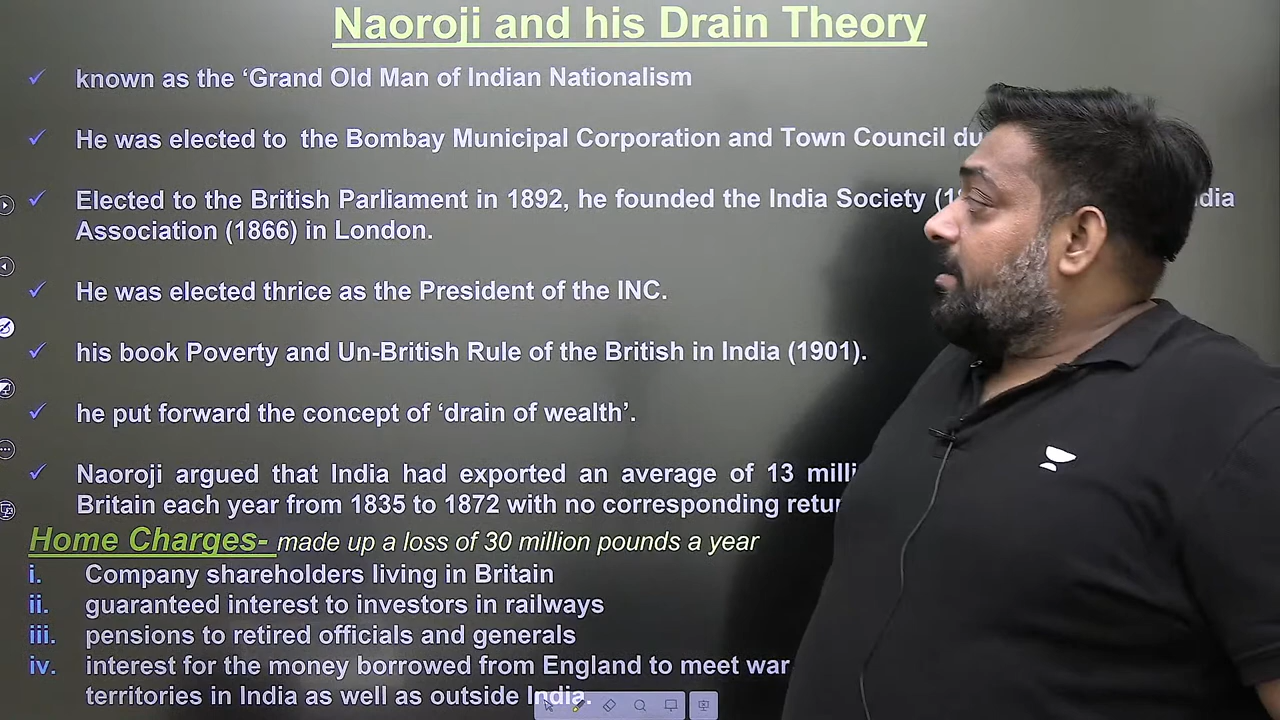 Naoroji and his Drain Theory
known as the ‘Grand Old Man of Indian Nationalism
He was elected to the Bombay Municipal Corporation and Town Council
Elected to the British Parliament in 1892, he founded the India Society
Association (1866) in London.
He was elected thrice as the President of the INC.
his book Poverty and Un-British Rule of the British in India (1901).
he put forward the concept of ‘drain of wealth’.
Naoroji argued that India had exported an average of 13
Britain each year from 1835 to 1872 with no corresponding
Home Charges- made up a loss of 30 million pounds a year
i. Company shareholders living in Britain
ii. guaranteed interest to investors in railways
iii. pensions to retired officials and generals
iv. interest for the money borrowed from England to meet war
territories in India as well as outside India.